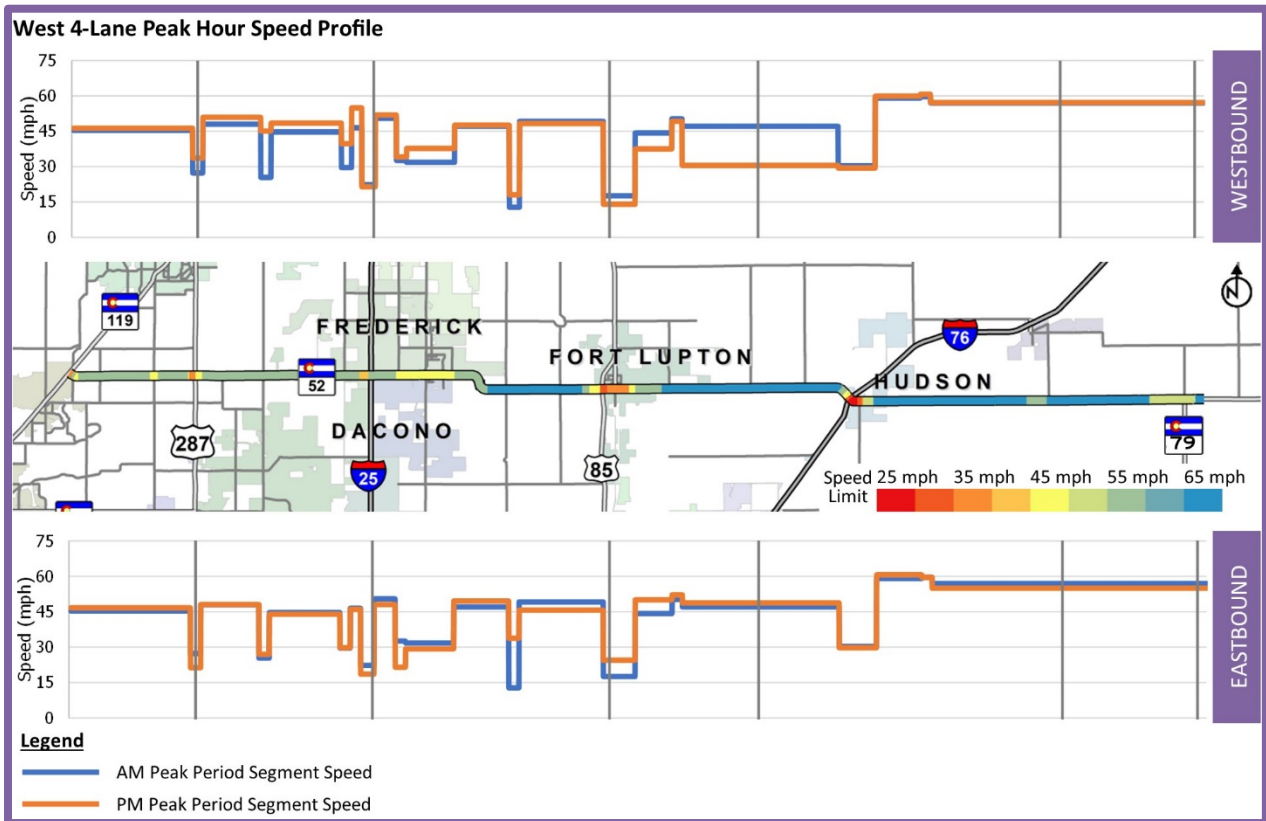 West 4-Lane Peak Hour Speed Profile
75
60
45
30
15
0
Speed (mph)
WESTBOUND
119
FREDERICK
76
N
FORT LUPTON
52
HUDSON
DACONO
287
25
85
79
Speed Limit
25 mph 35 mph 45 mph 55 mph 65 mph
75
60
45
30
15
0
Speed (mph)
EASTBOUND
Legend
AM Peak Period Segment Speed
PM Peak Period Segment Speed